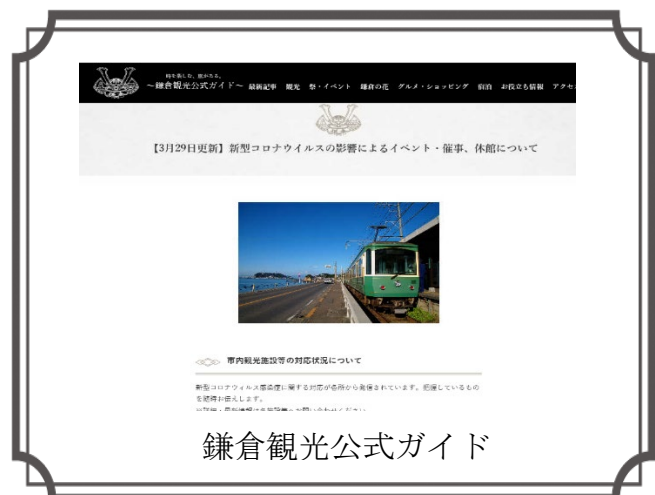 時を楽しむ、旅がある。
～鎌倉観光公式ガイド～ 最新記事 観光 祭・イベント 鎌倉の花 グルメ・ショッピング 宿泊 お役立ち情報 アクセ
【3月29日更新】新型コロナウイルスの影響によるイベント・催事、休館について
市内観光施設等の対応状況について
新型コロナウィルス感染症に関する対応が各所から発信されています。把握しているもの
を随時お伝えします。
鎌倉観光公式ガイド